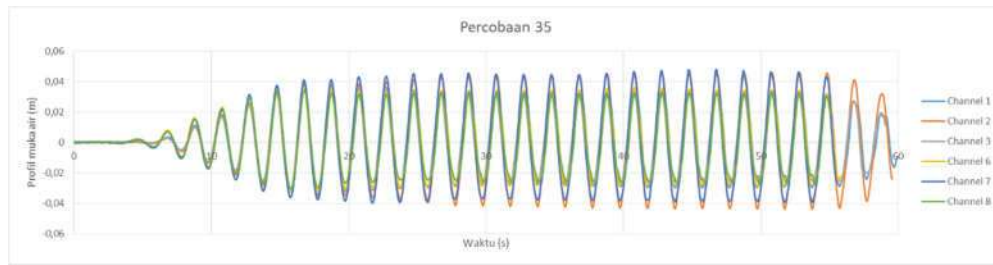 Percobaan 35
0,06
0,04
0,02
0
-0,02
-0,04
-0,06
Profil muka air (m)
0 10 20 30 40 50 60
Waktu (s)
Channel 1
Channel 2
Channel 3
Channel 6
Channel 7
Channel 8